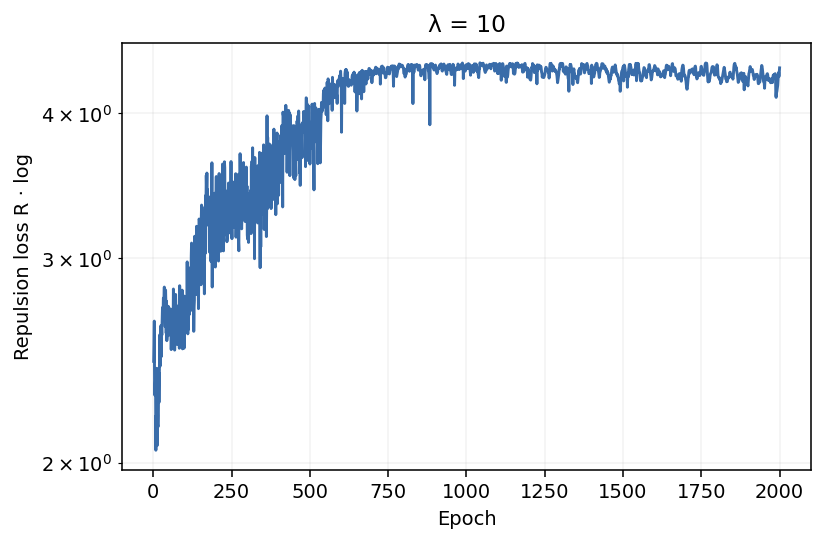 λ = 10
Repulsion loss R · log
4 × 10⁰
3 × 10⁰
2 × 10⁰
0 250 500 750 1000 1250 1500 1750 2000
Epoch